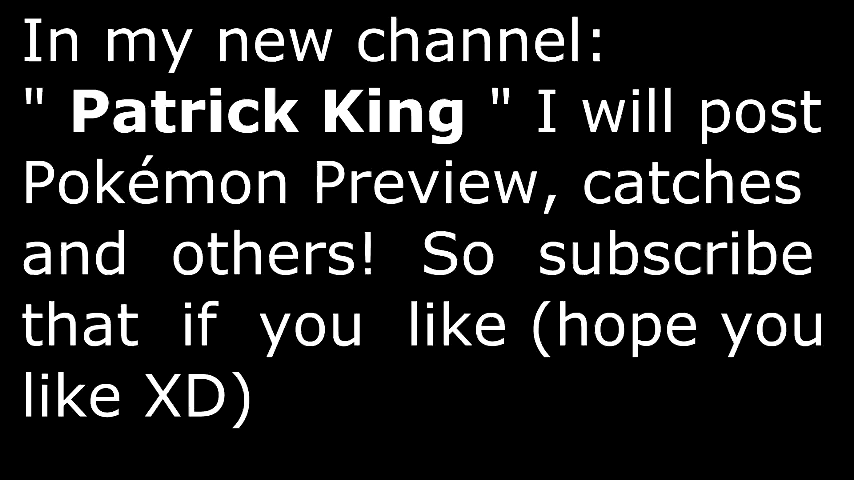 In my new channel:
" Patrick King " I will post
Pokémon Preview, catches
and others! So subscribe
that if you like (hope you
like XD)